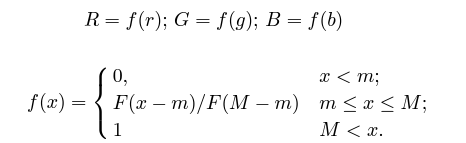 R = f(r); G = f(g); B = f(b)
f(x) = { 0, x < m;
F(x − m)/F(M − m) m ≤ x ≤ M;
1 M < x.